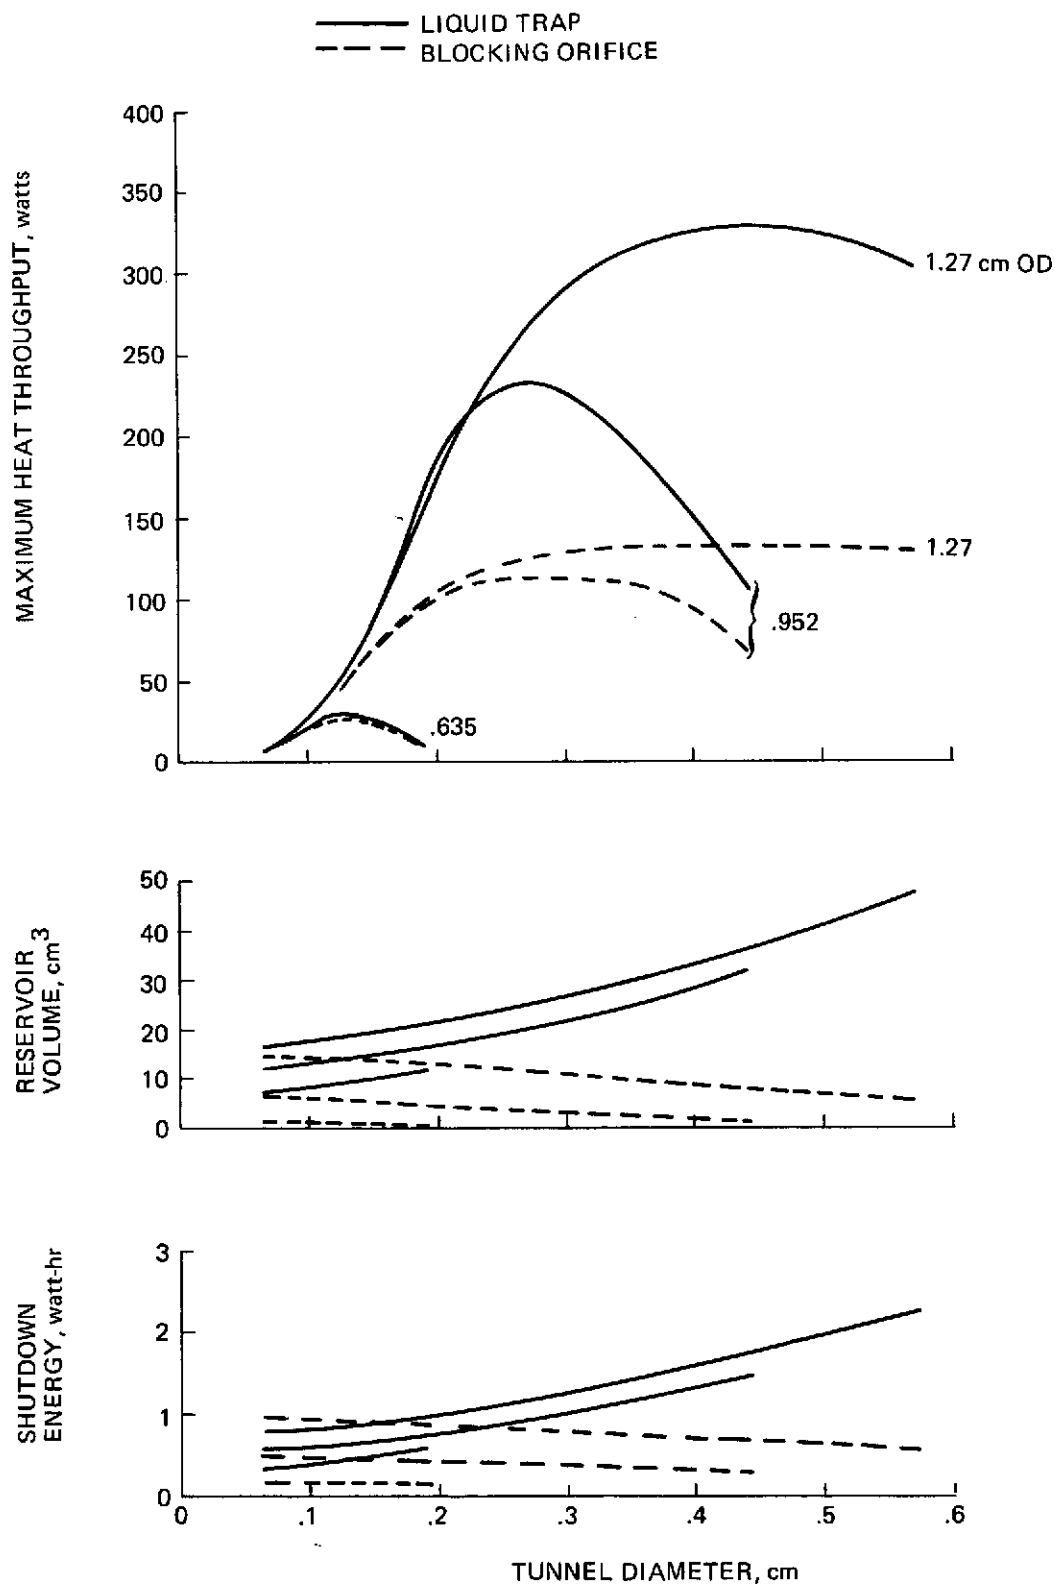 LIQUID TRAP
BLOCKING ORIFICE
MAXIMUM HEAT THROUGHPUT, watts
400
350
300
250
200
150
100
50
0
1.27 cm OD
1.27
.952
.635
RESERVOIR
VOLUME, cm3
50
40
30
20
10
0
SHUTDOWN
ENERGY, watt-hr
3
2
1
0
0 .1 .2 .3 .4 .5 .6
TUNNEL DIAMETER, cm